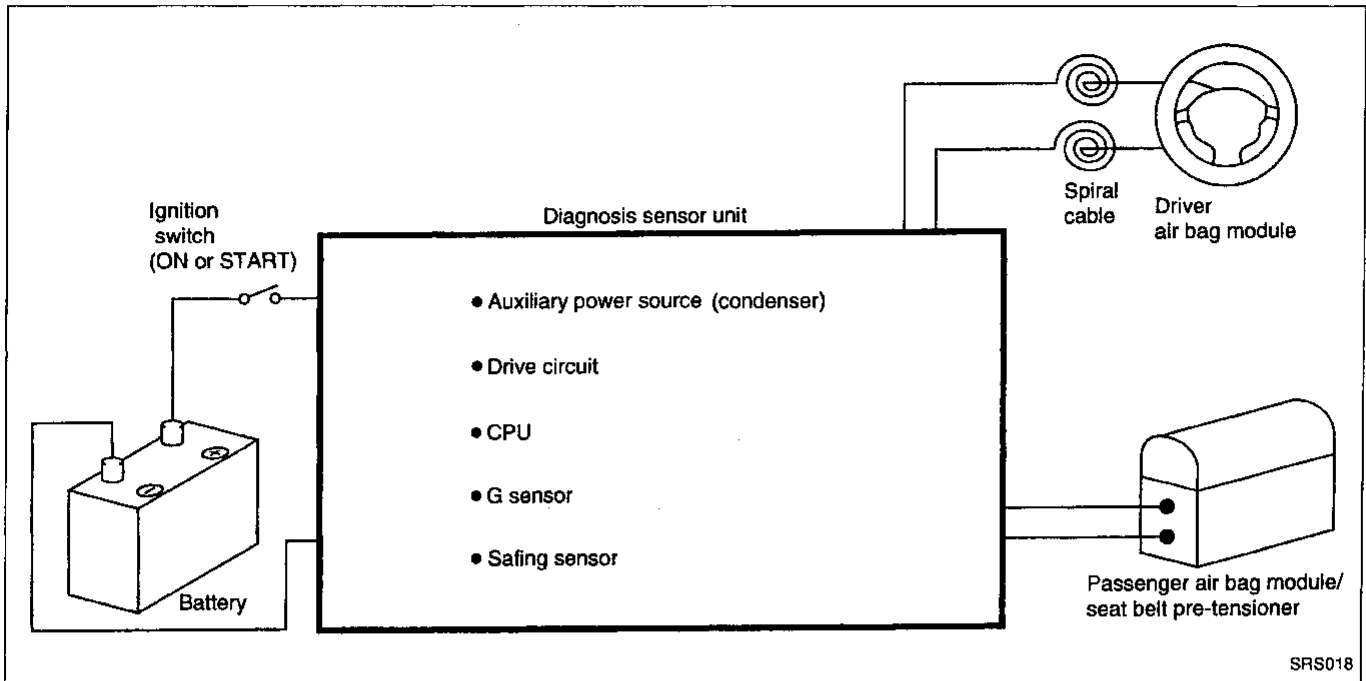 Spiral
cable
Driver
air bag module
Ignition
switch
(ON or START)
Diagnosis sensor unit
● Auxiliary power source (condenser)
● Drive circuit
● CPU
● G sensor
● Safing sensor
Battery
Passenger air bag module/
seat belt pre-tensioner
SRS018